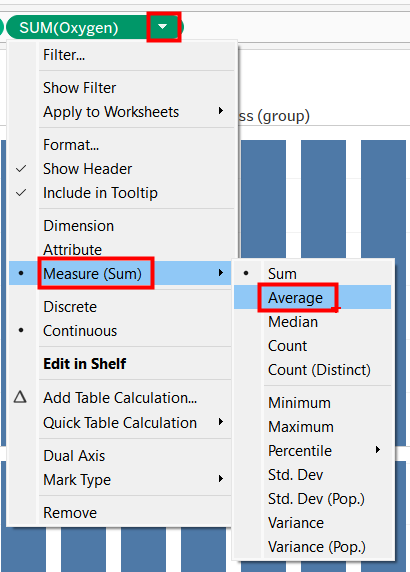 SUM(Oxygen)
Filter...
Show Filter
Apply to Worksheets
ss (group)
Format...
Show Header
Include in Tooltip
Dimension
Attribute
Measure (Sum)
Discrete
Continuous
Edit in Shelf
Add Table Calculation...
Quick Table Calculation
Dual Axis
Mark Type
Remove
Sum
Average
Median
Count
Count (Distinct)
Minimum
Maximum
Percentile
Std. Dev
Std. Dev (Pop.)
Variance
Variance (Pop.)